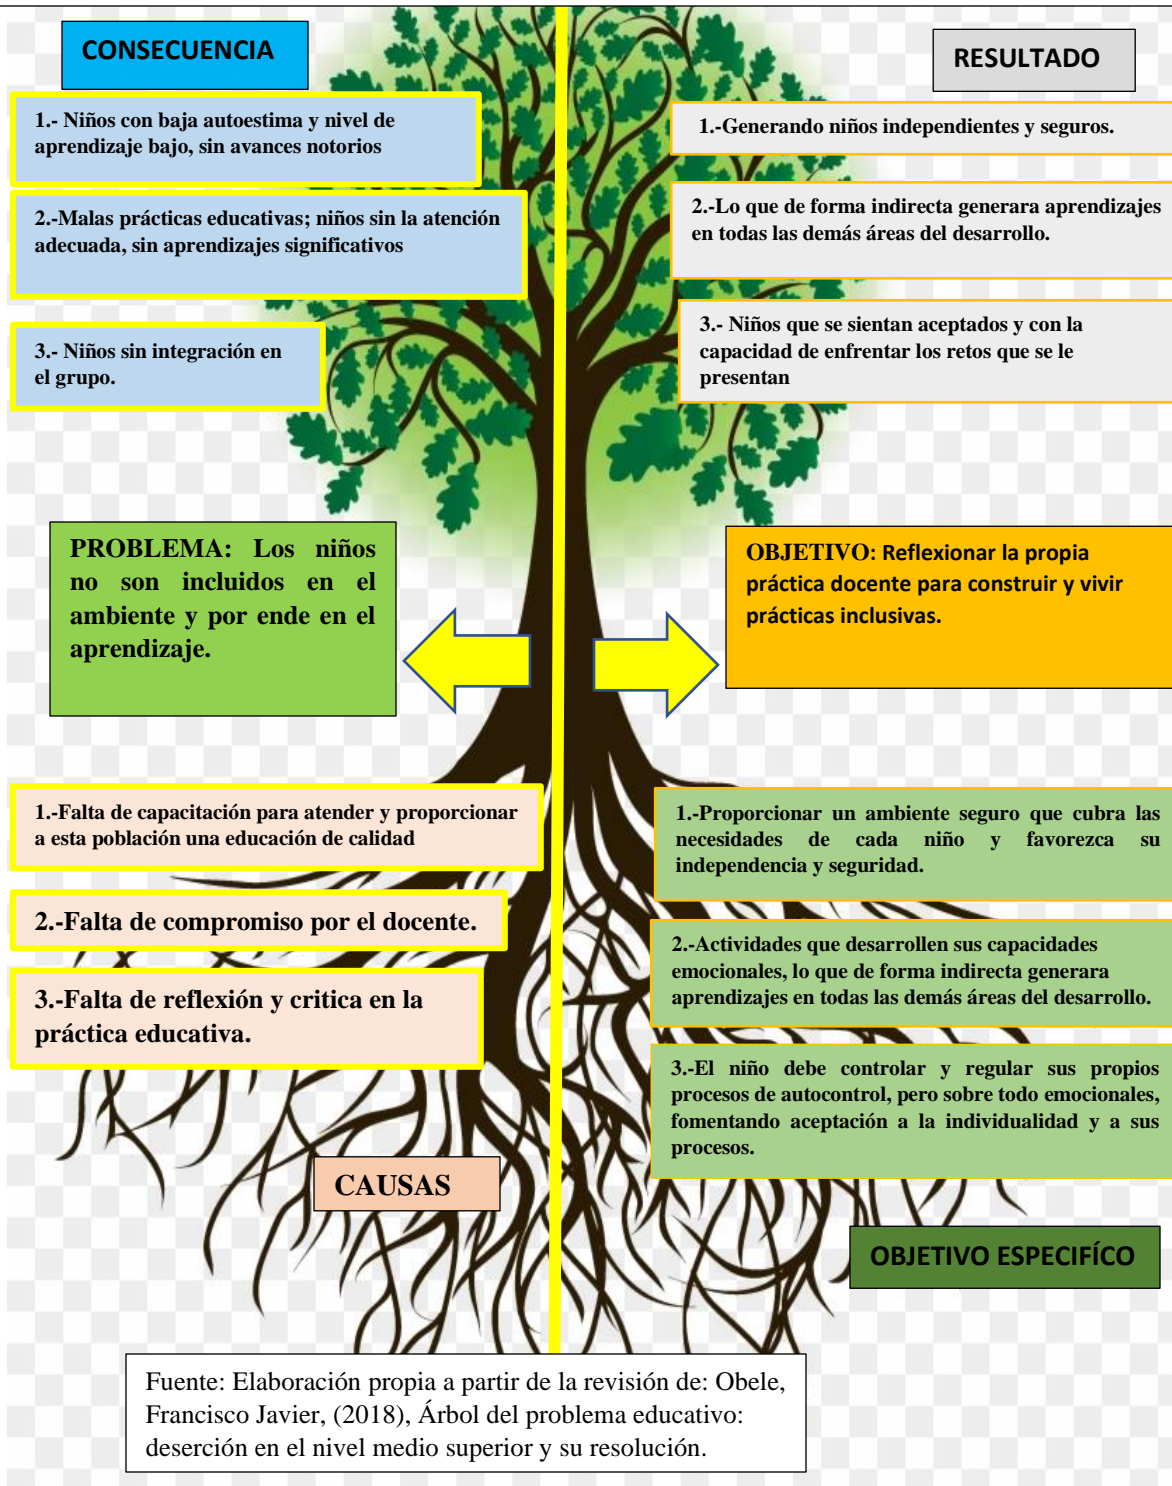 CONSECUENCIA
1.- Niños con baja autoestima y nivel de
aprendizaje bajo, sin avances notorios
2.-Malas prácticas educativas; niños sin la atención
adecuada, sin aprendizajes significativos
3.- Niños sin integración en
el grupo.
RESULTADO
1.-Generando niños independientes y seguros.
2.-Lo que de forma indirecta generara aprendizajes
en todas las demás áreas del desarrollo.
3.- Niños que se sientan aceptados y con la
capacidad de enfrentar los retos que se le
presentan
PROBLEMA: Los niños
no son incluidos en el
ambiente y por ende en el
aprendizaje.
OBJETIVO: Reflexionar la propia
práctica docente para construir y vivir
prácticas inclusivas.
1.-Falta de capacitación para atender y proporcionar
a esta población una educación de calidad
2.-Falta de compromiso por el docente.
3.-Falta de reflexión y critica en la
práctica educativa.
CAUSAS
1.-Proporcionar un ambiente seguro que cubra las
necesidades de cada niño y favorezca su
independencia y seguridad.
2.-Actividades que desarrollen sus capacidades
emocionales, lo que de forma indirecta generara
aprendizajes en todas las demás áreas del desarrollo.
3.-El niño debe controlar y regular sus propios
procesos de autocontrol, pero sobre todo emocionales,
fomentando aceptación a la individualidad y a sus
procesos.
OBJETIVO ESPECIFÍCO
Fuente: Elaboración propia a partir de la revisión de: Obele,
Francisco Javier, (2018), Árbol del problema educativo:
deserción en el nivel medio superior y su resolución.